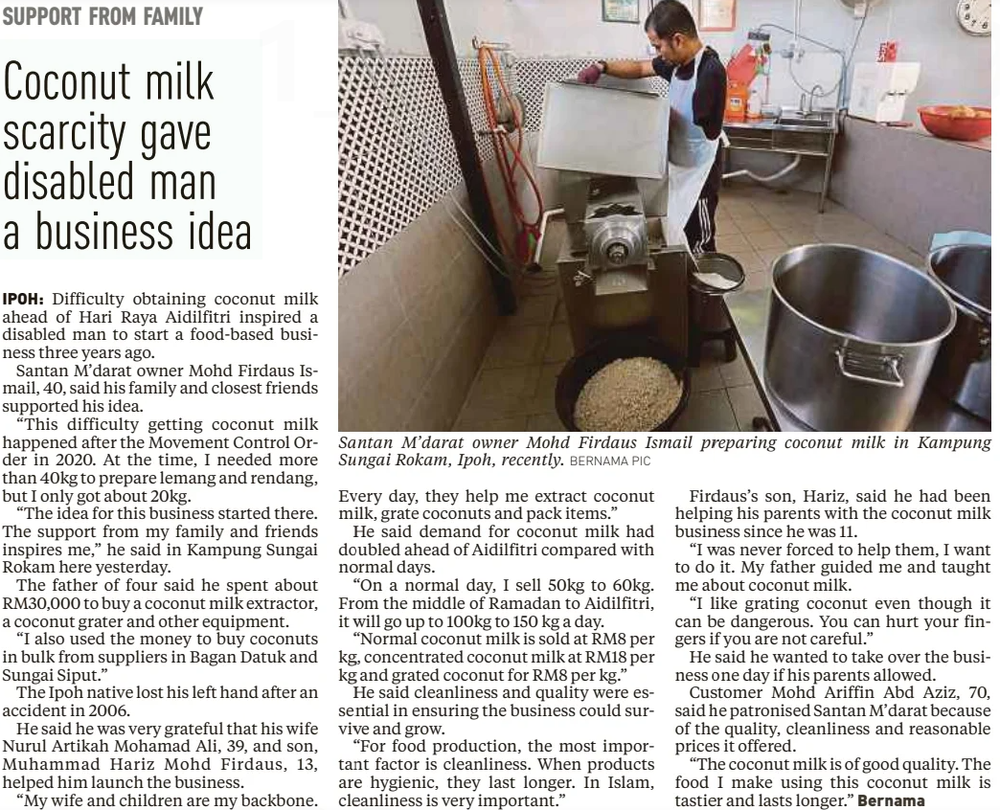 SUPPORT FROM FAMILY
Coconut milk
scarcity gave
disabled man
a business idea
IPOH: Difficulty obtaining coconut milk
ahead of Hari Raya Aidilfitri inspired a
disabled man to start a food-based busi-
ness three years ago.
Santan M’darat owner Mohd Firdaus Is-
mail, 40, said his family and closest friends
supported his idea.
“This difficulty getting coconut milk
happened after the Movement Control Or-
der in 2020. At the time, I needed more
than 40kg to prepare lemang and rendang,
but I only got about 20kg.
“The idea for this business started there.
The support from my family and friends
inspires me,” he said in Kampung Sungai
Rokam here yesterday.
The father of four said he spent about
RM30,000 to buy a coconut milk extractor,
a coconut grater and other equipment.
“I also used the money to buy coconuts
in bulk from suppliers in Bagan Datuk and
Sungai Siput.”
The Ipoh native lost his left hand after an
accident in 2006.
He said he was very grateful that his wife
Nurul Artikah Mohamad Ali, 39, and son,
Muhammad Hariz Mohd Firdaus, 13,
helped him launch the business.
“My wife and children are my backbone.
Santan M’darat owner Mohd Firdaus Ismail preparing coconut milk in Kampung
Sungai Rokam, Ipoh, recently. BERNAMA PIC
Every day, they help me extract coconut
milk, grate coconuts and pack items.”
He said demand for coconut milk had
doubled ahead of Aidilfitri compared with
normal days.
“On a normal day, I sell 50kg to 60kg.
From the middle of Ramadan to Aidilfitri,
it will go up to 100kg to 150 kg a day.
“Normal coconut milk is sold at RM8 per
kg, concentrated coconut milk at RM18 per
kg and grated coconut for RM8 per kg.”
He said cleanliness and quality were es-
sential in ensuring the business could sur-
vive and grow.
“For food production, the most impor-
tant factor is cleanliness. When products
are hygienic, they last longer. In Islam,
cleanliness is very important.”
Firdaus’s son, Hariz, said he had been
helping his parents with the coconut milk
business since he was 11.
“I was never forced to help them, I want
to do it. My father guided me and taught
me about coconut milk.
“I like grating coconut even though it
can be dangerous. You can hurt your fin-
gers if you are not careful.”
He said he wanted to take over the busi-
ness one day if his parents allowed.
Customer Mohd Ariffin Abd Aziz, 70,
said he patronised Santan M’darat because
of the quality, cleanliness and reasonable
prices it offered.
“The coconut milk is of good quality. The
food I make using this coconut milk is
tastier and lasts longer.” Bernama